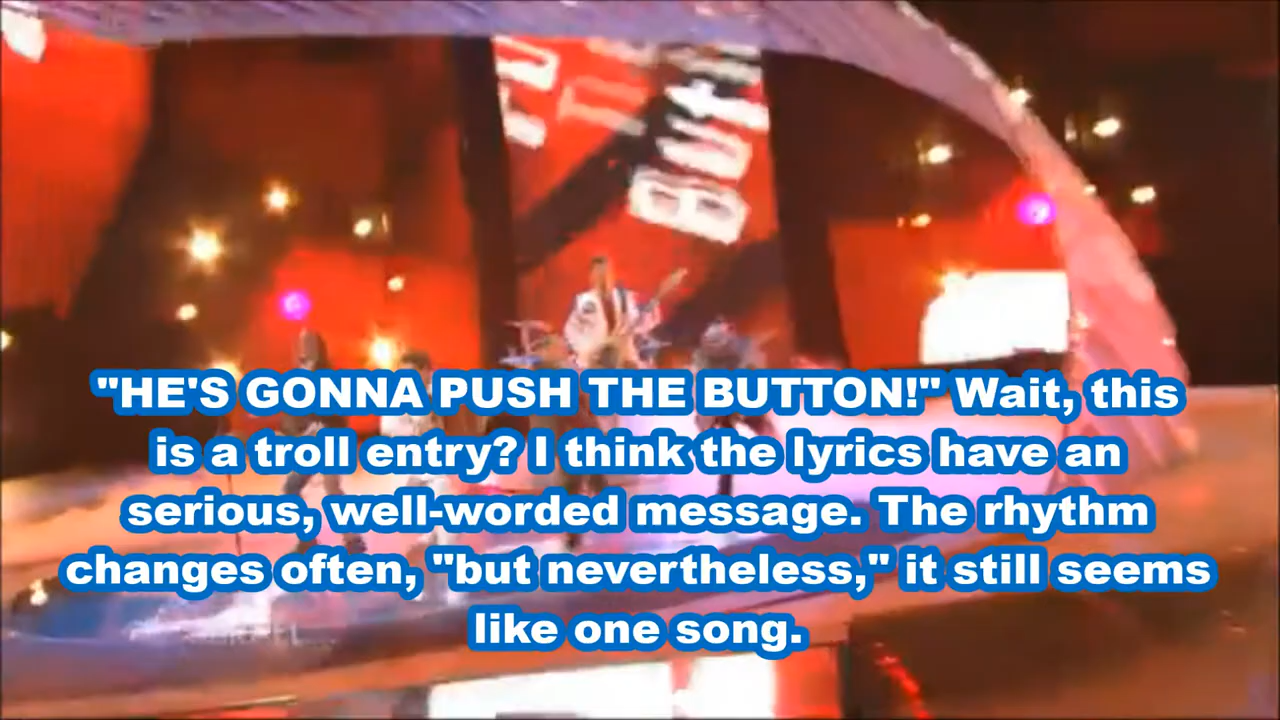 "HE'S GONNA PUSH THE BUTTON!" Wait, this
is a troll entry? I think the lyrics have an
serious, well-worded message. The rhythm
changes often, "but nevertheless," it still seems
like one song.